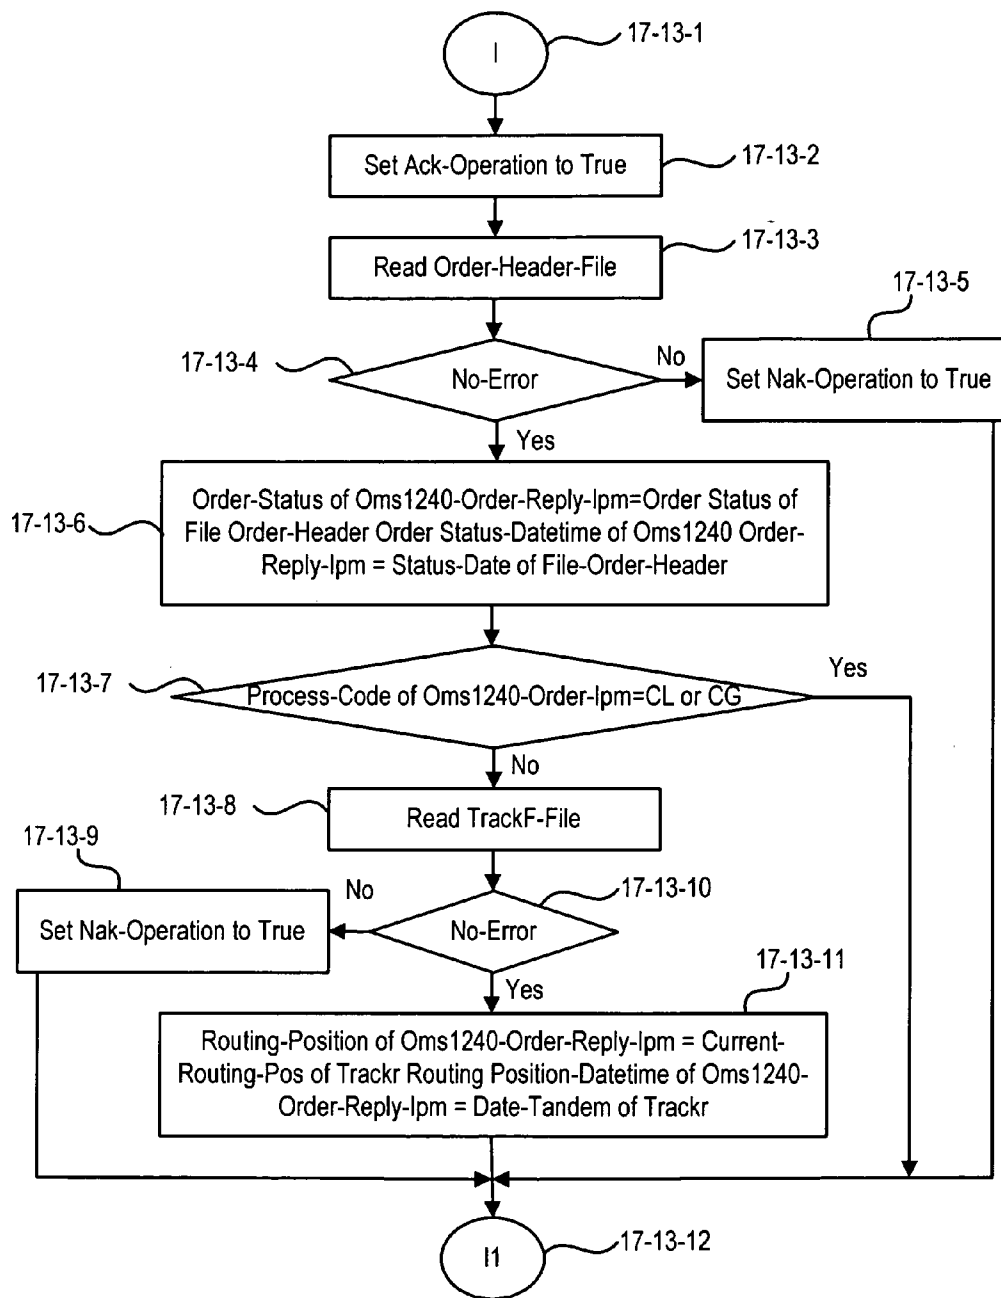 I
17-13-1
Set Ack-Operation to True
17-13-2
Read Order-Header-File
17-13-3
17-13-4
No-Error
No
17-13-5
Set Nak-Operation to True
Yes
17-13-6
Order-Status of Oms1240-Order-Reply-Ipm=Order Status of
File Order-Header Order Status-Datetime of Oms1240 Order-
Reply-Ipm = Status-Date of File-Order-Header
17-13-7
Process-Code of Oms1240-Order-Ipm=CL or CG
Yes
No
17-13-8
Read TrackF-File
17-13-9
Set Nak-Operation to True
No
No-Error
17-13-10
Yes
17-13-11
Routing-Position of Oms1240-Order-Reply-Ipm = Current-
Routing-Pos of Trackr Routing Position-Datetime of Oms1240-
Order-Reply-Ipm = Date-Tandem of Trackr
I1
17-13-12